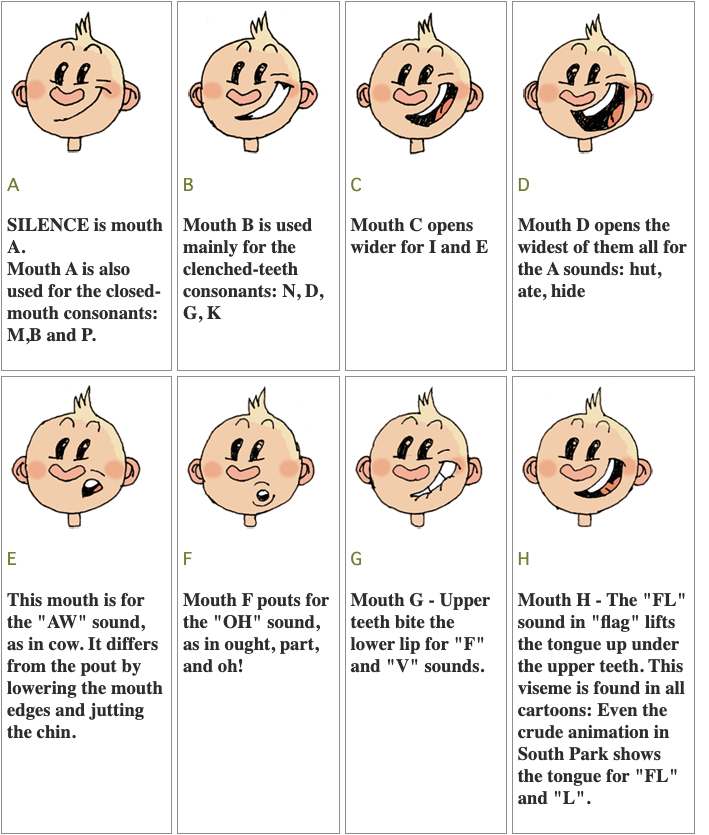 A
SILENCE is mouth
A.
Mouth A is also
used for the closed-
mouth consonants:
M,B and P.
B
Mouth B is used
mainly for the
clenched-teeth
consonants: N, D,
G, K
C
Mouth C opens
wider for I and E
D
Mouth D opens the
widest of them all for
the A sounds: hut,
ate, hide
E
This mouth is for
the "AW" sound,
as in cow. It differs
from the pout by
lowering the mouth
edges and jutting
the chin.
F
Mouth F pouts for
the "OH" sound,
as in ought, part,
and oh!
G
Mouth G - Upper
teeth bite the
lower lip for "F"
and "V" sounds.
H
Mouth H - The "FL"
sound in "flag" lifts
the tongue up under
the upper teeth. This
viseme is found in all
cartoons: Even the
crude animation in
South Park shows
the tongue for "FL"
and "L".